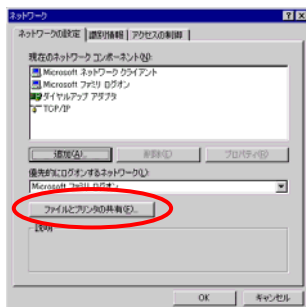 ネットワーク
ネットワークの設定 識別情報 アクセスの制御
現在のネットワーク コンポーネント(N):
Microsoft ネットワーク クライアント
Microsoft ファミリ ログオン
ダイヤルアップ アダプタ
TCP/IP
追加(A)... 削除(E) プロパティ(R)
優先的にログオンするネットワーク(L):
Microsoft ファミリ ログオン
ファイルとプリンタの共有(F)...
説明
OK キャンセル